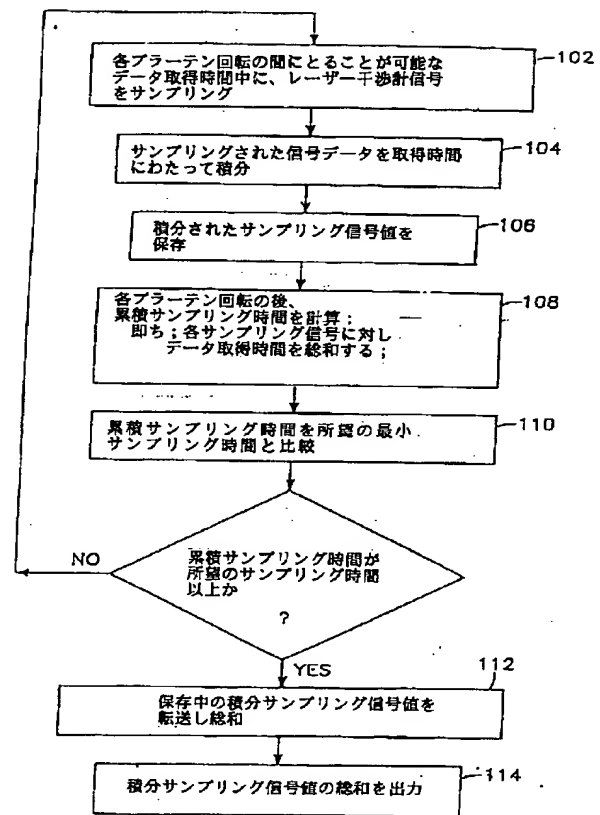 各プラーテン回転の間にとることが可能な
データ取得時間中に、レーザー干渉計信号
をサンプリング
102
サンプリングされた信号データを取得時間
にわたって積分
104
積分されたサンプリング信号値を
保存
106
各プラーテン回転の後、
累積サンプリング時間を計算;
即ち;各サンプリング信号に対し
データ取得時間を総和する;
108
累積サンプリング時間を所望の最小
サンプリング時間と比較
110
累積サンプリング時間が
所望のサンプリング時間
以上か
?
NO
YES
保存中の積分サンプリング信号値を
転送し総和
112
積分サンプリング信号値の総和を出力
114